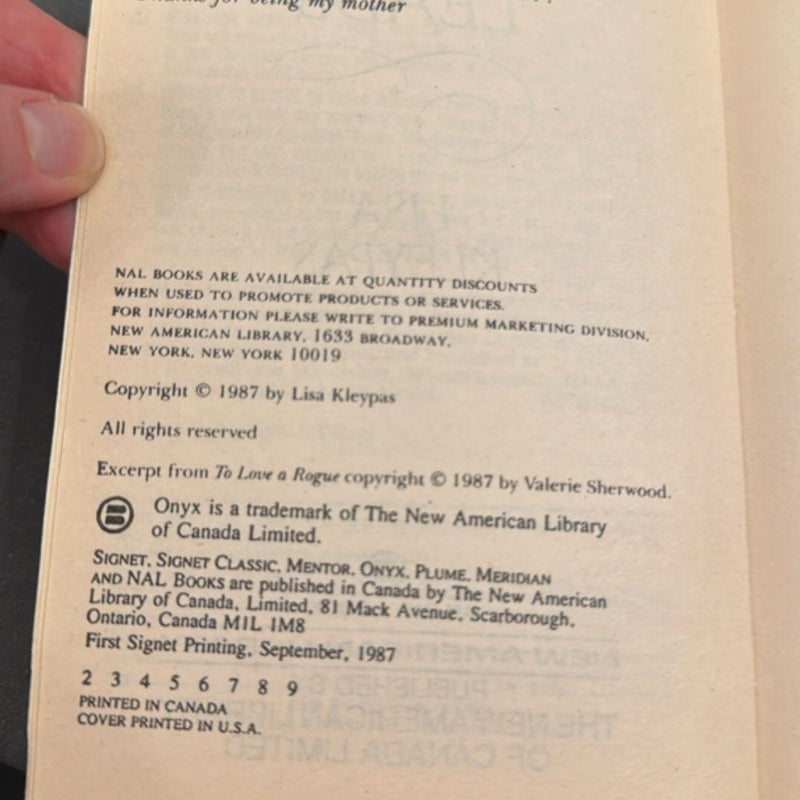 for being my mother
NAL BOOKS ARE AVAILABLE AT QUANTITY DISCOUNTS
WHEN USED TO PROMOTE PRODUCTS OR SERVICES.
FOR INFORMATION PLEASE WRITE TO PREMIUM MARKETING DIVISION,
NEW AMERICAN LIBRARY, 1633 BROADWAY,
NEW YORK, NEW YORK 10019
Copyright © 1987 by Lisa Kleypas
All rights reserved
Excerpt from To Love a Rogue copyright © 1987 by Valerie Sherwood.
Onyx is a trademark of The New American Library
of Canada Limited.
SIGNET, SIGNET CLASSIC, MENTOR, ONYX, PLUME, MERIDIAN
AND NAL BOOKS are published in Canada by The New American
Library of Canada, Limited, 81 Mack Avenue, Scarborough,
Ontario, Canada M1L 1M8
First Signet Printing, September, 1987
2 3 4 5 6 7 8 9
PRINTED IN CANADA
COVER PRINTED IN U.S.A.